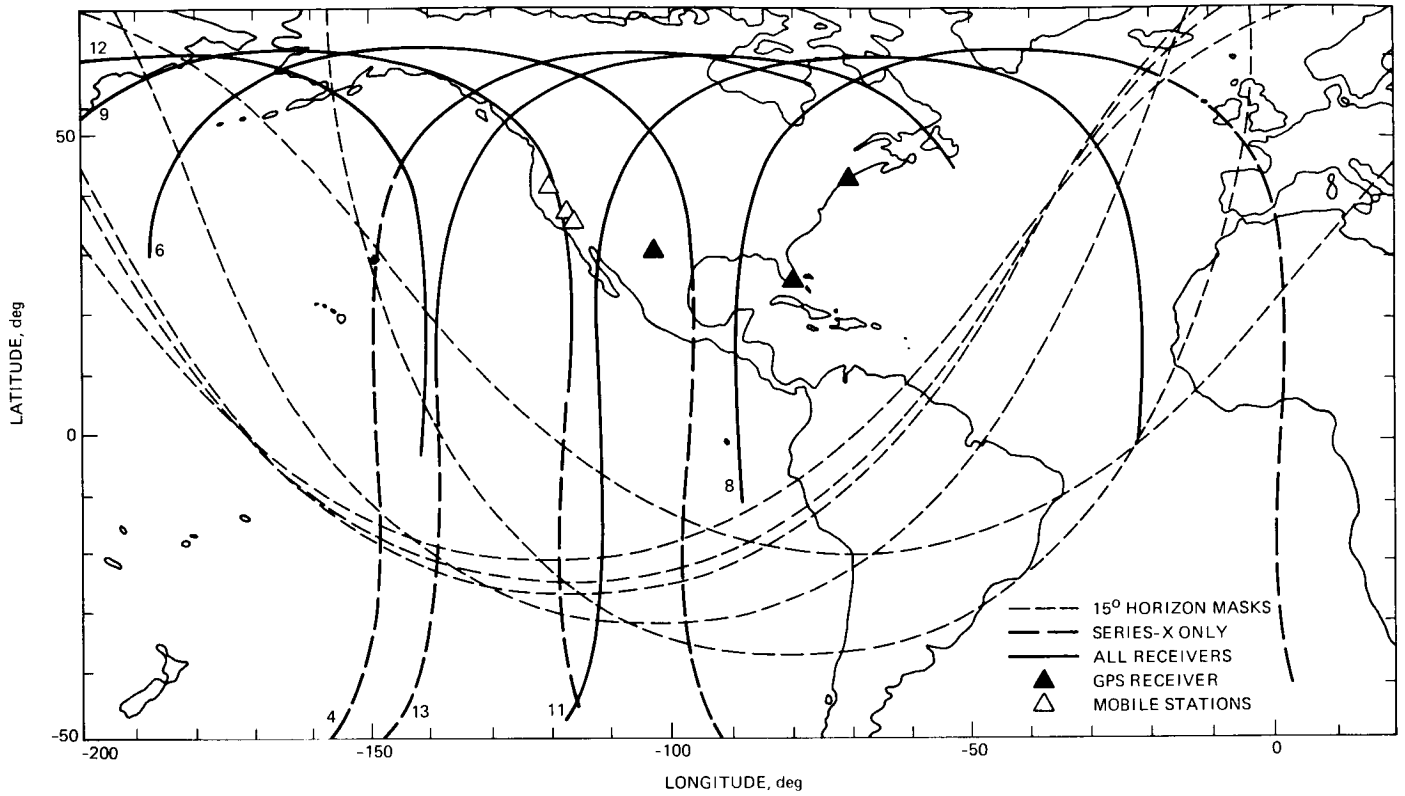 12
9
50
6
LATITUDE, deg
0
8
15° HORIZON MASKS
SERIES-X ONLY
ALL RECEIVERS
GPS RECEIVER
MOBILE STATIONS
4
13
11
-50
-200
-150
-100
-50
0
LONGITUDE, deg